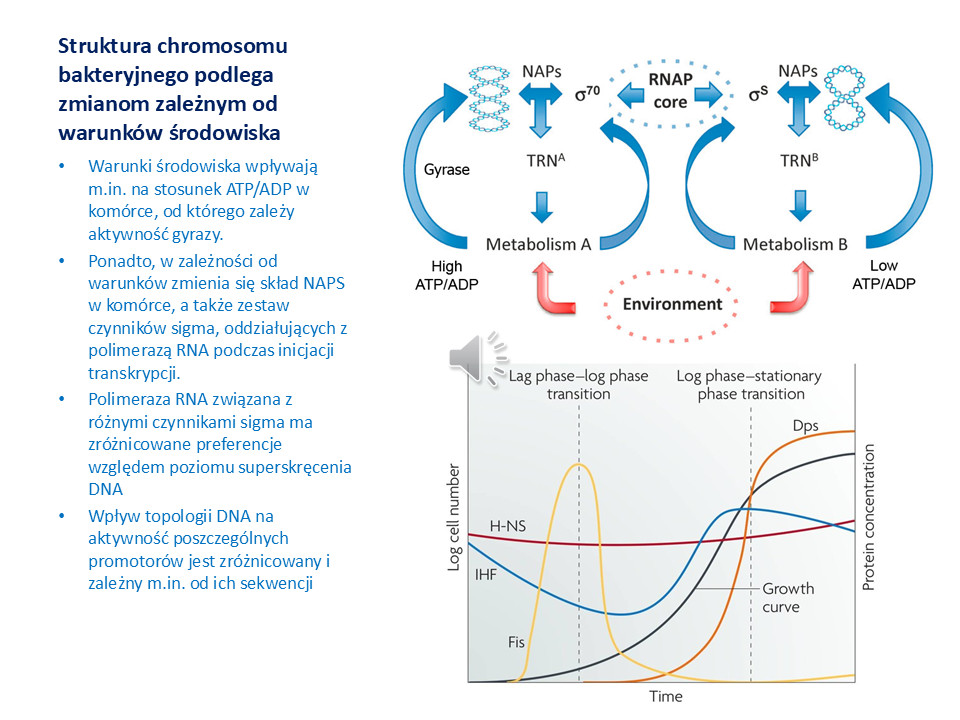 Struktura chromosomu
bakteryjnego podlega
zmianom zależnym od
warunków środowiska
• Warunki środowiska wpływają
m.in. na stosunek ATP/ADP w
komórce, od którego zależy
aktywność gyrazy.
• Ponadto, w zależności od
warunków zmienia się skład NAPS
w komórce, a także zestaw
czynników sigma, oddziałujących z
polimerazą RNA podczas inicjacji
transkrypcji.
• Polimeraza RNA związana z
różnymi czynnikami sigma ma
zróżnicowane preferencje
względem poziomu superskręcenia
DNA
• Wpływ topologii DNA na
aktywność poszczególnych
promotorów jest zróżnicowany i
zależny m.in. od ich sekwencji
NAPs
σ70
RNAP
core
σS
NAPs
Gyrase
TRNA
TRNB
Metabolism A
Metabolism B
High
ATP/ADP
Low
ATP/ADP
Environment
Lag phase–log phase
transition
Log phase–stationary
phase transition
Dps
H-NS
IHF
Fis
Growth
curve
Log cell number
Protein concentration
Time